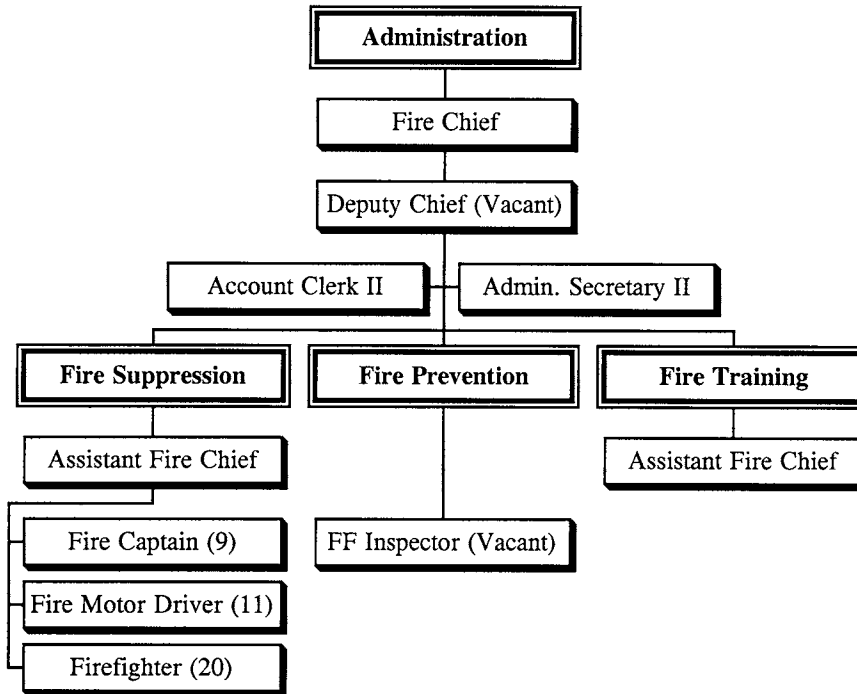 Administration
Fire Chief
Deputy Chief (Vacant)
Account Clerk II
Admin. Secretary II
Fire Suppression
Fire Prevention
Fire Training
Assistant Fire Chief
Assistant Fire Chief
Fire Captain (9)
FF Inspector (Vacant)
Fire Motor Driver (11)
Firefighter (20)